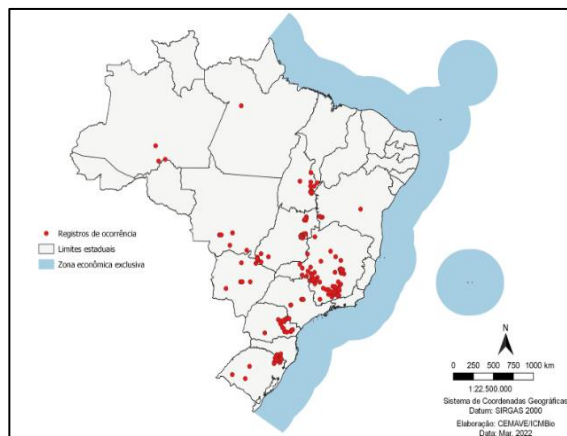 Registros de ocorrência
Limites estaduais
Zona econômica exclusiva
N
0 250 500 750 1000 km
1:22.500.000
Sistema de Coordenadas Geográficas
Datum: SIRGAS 2000
Elaboração: CEMAVE/ICMBio
Data: Mar. 2022